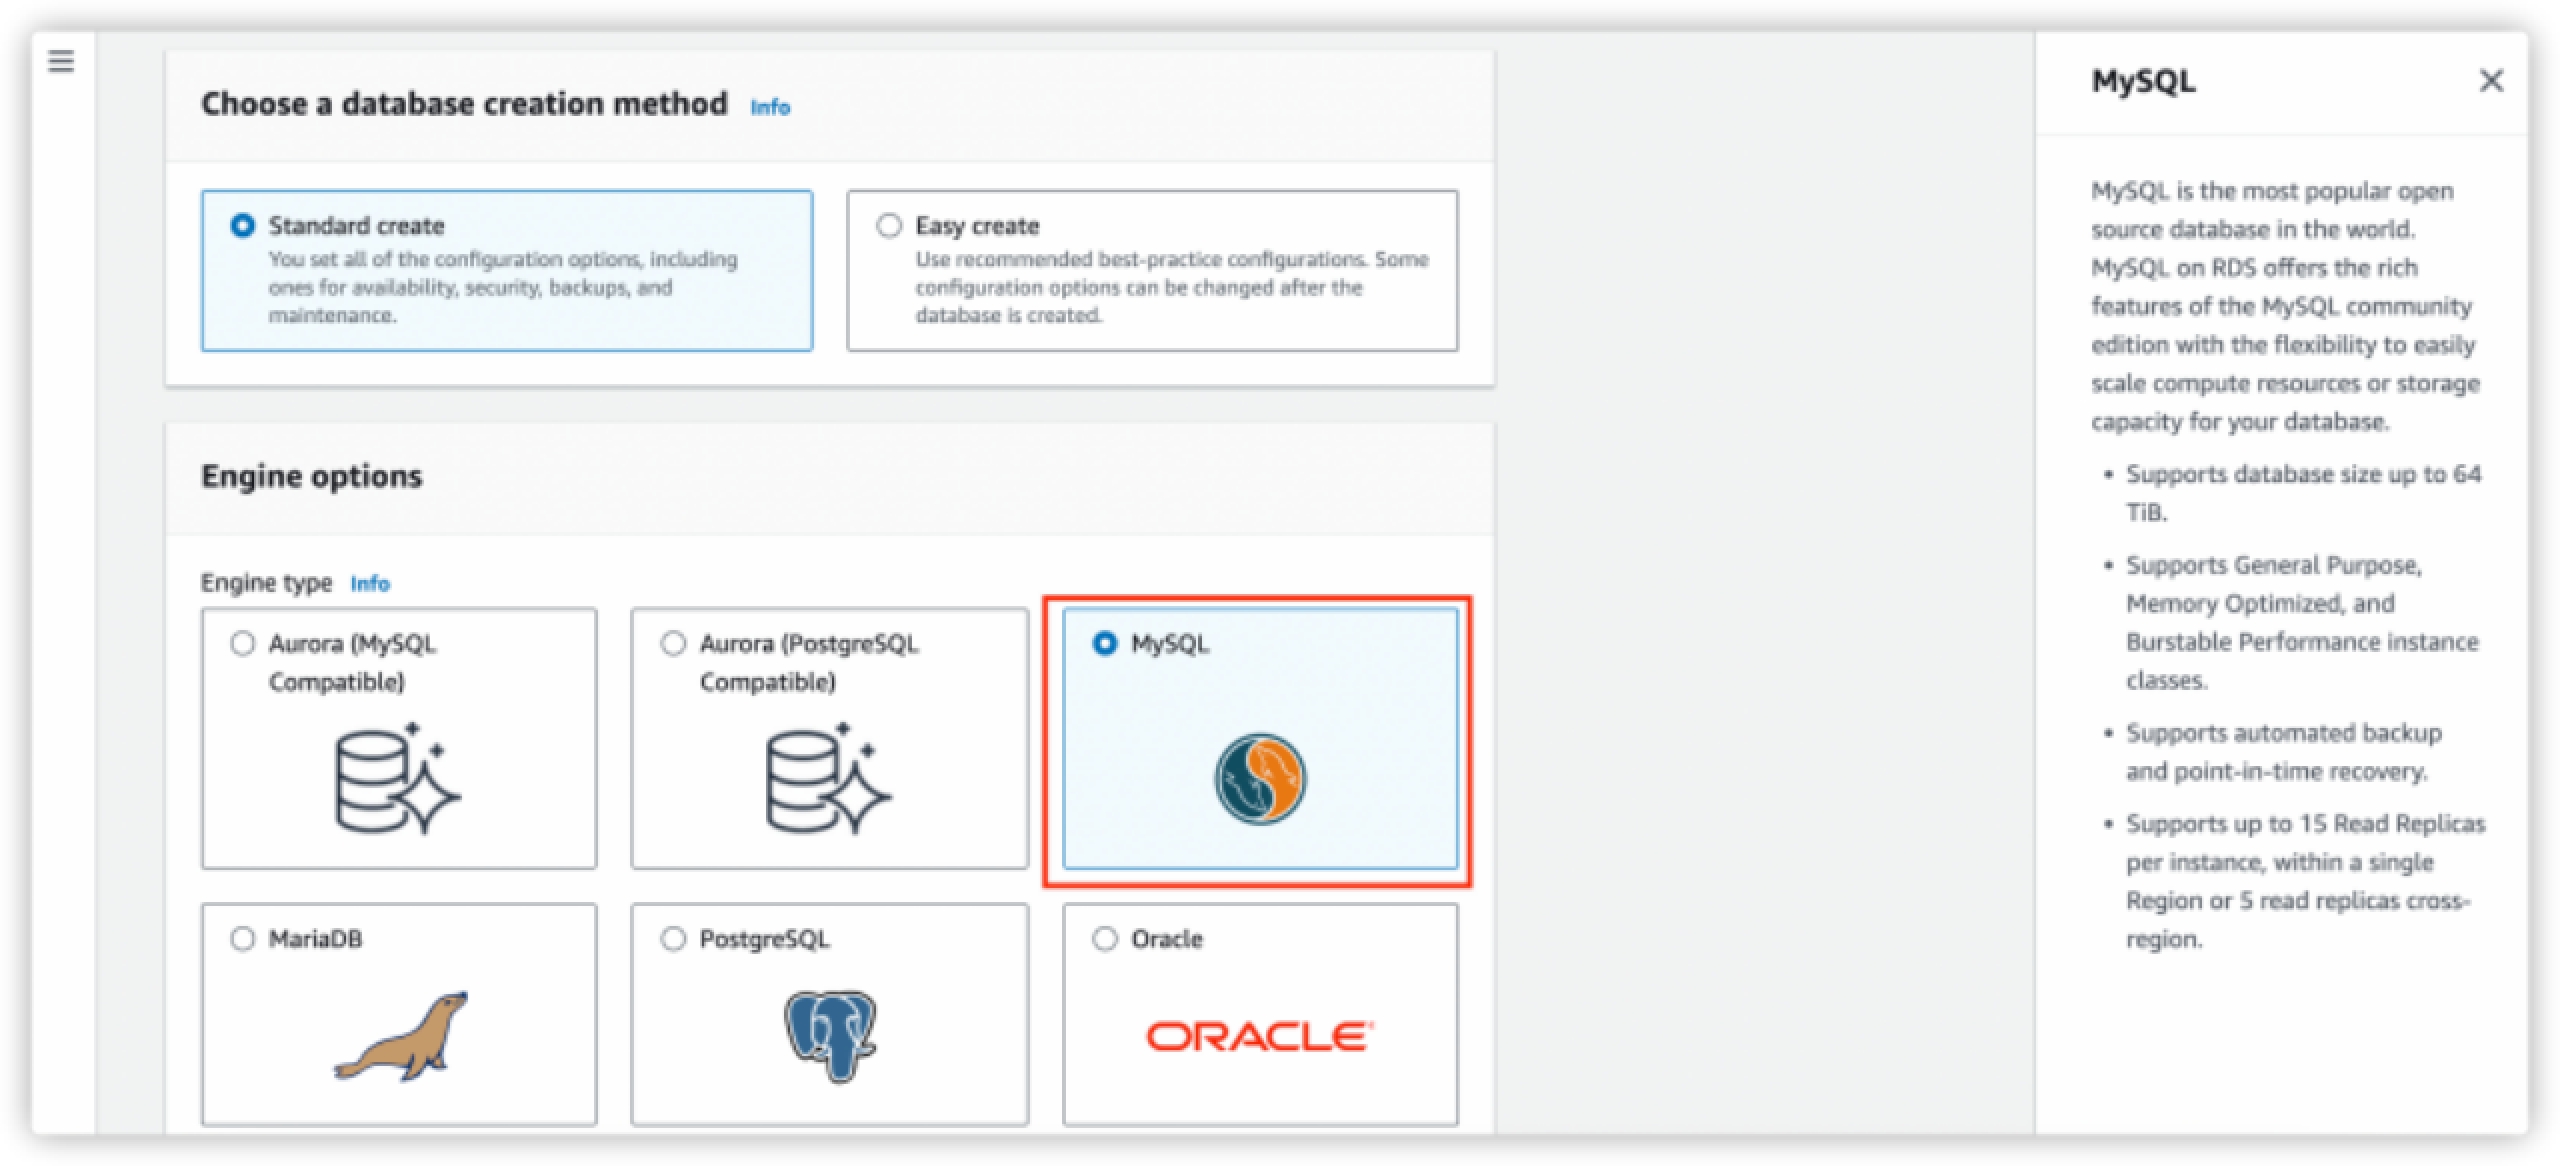 Choose a database creation method Info
Standard create
You set all of the configuration options, including
ones for availability, security, backups, and
maintenance.
Easy create
Use recommended best-practice configurations. Some
configuration options can be changed after the
database is created.
Engine options
Engine type Info
Aurora (MySQL
Compatible)
Aurora (PostgreSQL
Compatible)
MySQL
MariaDB
PostgreSQL
Oracle
ORACLE
MySQL
MySQL is the most popular open
source database in the world.
MySQL on RDS offers the rich
features of the MySQL community
edition with the flexibility to easily
scale compute resources or storage
capacity for your database.
• Supports database size up to 64
TiB.
• Supports General Purpose,
Memory Optimized, and
Burstable Performance instance
classes.
• Supports automated backup
and point-in-time recovery.
• Supports up to 15 Read Replicas
per instance, within a single
Region or 5 read replicas cross-
region.